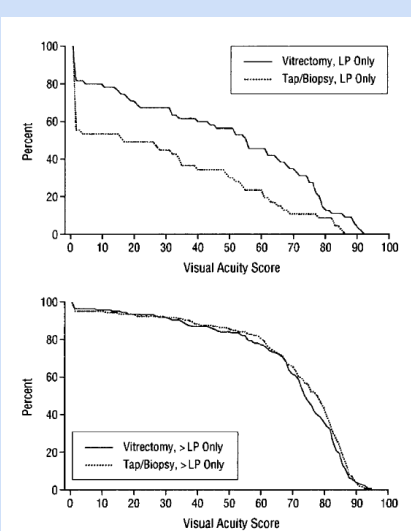 100
80
60
40
20
0
Percent
Vitrectomy, LP Only
Tap/Biopsy, LP Only
0 10 20 30 40 50 60 70 80 90 100
Visual Acuity Score
100
80
60
40
20
0
Percent
Vitrectomy, > LP Only
Tap/Biopsy, > LP Only
0 10 20 30 40 50 60 70 80 90 100
Visual Acuity Score